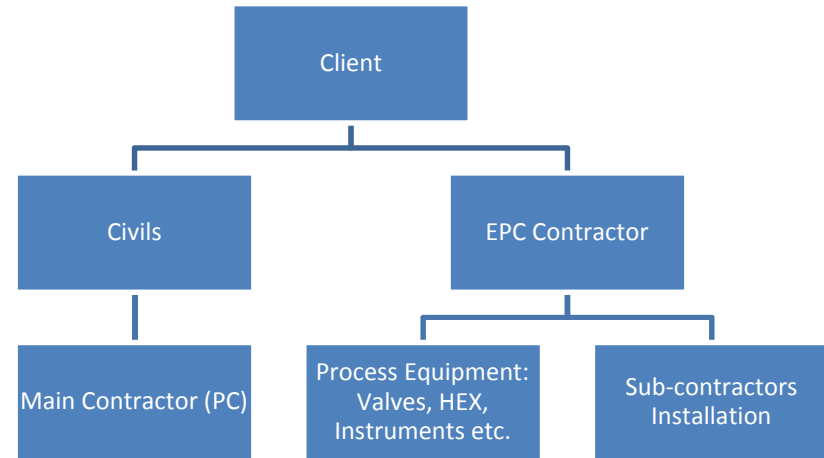 Client
Civils
EPC Contractor
Main Contractor (PC)
Process Equipment:
Valves, HEX,
Instruments etc.
Sub-contractors
Installation